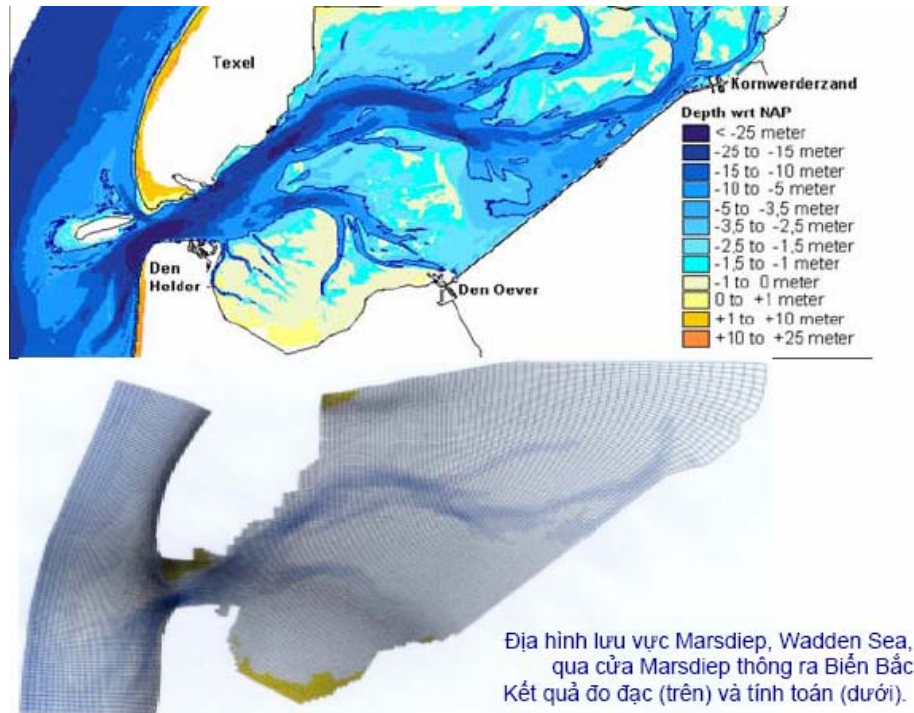 Texel
Kornwerderzand
Depth wrt NAP
< -25 meter
-25 to -15 meter
-15 to -10 meter
-10 to -5 meter
-5 to -3,5 meter
-3,5 to -2,5 meter
-2,5 to -1,5 meter
-1,5 to -1 meter
-1 to 0 meter
0 to +1 meter
+1 to +10 meter
+10 to +25 meter
Den
Helder
Den Oever
Địa hình lưu vực Marsdiep, Wadden Sea,
qua cửa Marsdiep thông ra Biển Bắc
Kết quả đo đạc (trên) và tính toán (dưới).